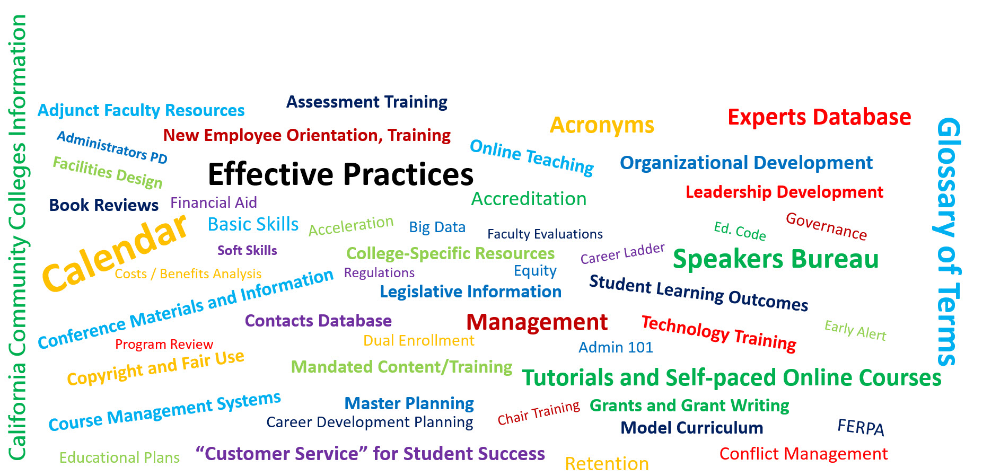 California Community Colleges Information
Assessment Training
Adjunct Faculty Resources
Experts Database
Acronyms
New Employee Orientation, Training
Administrators PD
Online Teaching
Organizational Development
Facilities Design
Effective Practices
Glossary of Terms
Leadership Development
Accreditation
Book Reviews
Financial Aid
Basic Skills
Acceleration
Big Data
Faculty Evaluations
Ed. Code
Governance
Calendar
Soft Skills
College-Specific Resources
Career Ladder
Speakers Bureau
Costs / Benefits Analysis
Regulations
Equity
Conference Materials and Information
Legislative Information
Student Learning Outcomes
Contacts Database
Management
Technology Training
Early Alert
Program Review
Dual Enrollment
Admin 101
Copyright and Fair Use
Mandated Content/Training
Tutorials and Self-paced Online Courses
Course Management Systems
Master Planning
Chair Training
Grants and Grant Writing
Career Development Planning
Model Curriculum
FERPA
Educational Plans
“Customer Service” for Student Success
Retention
Conflict Management